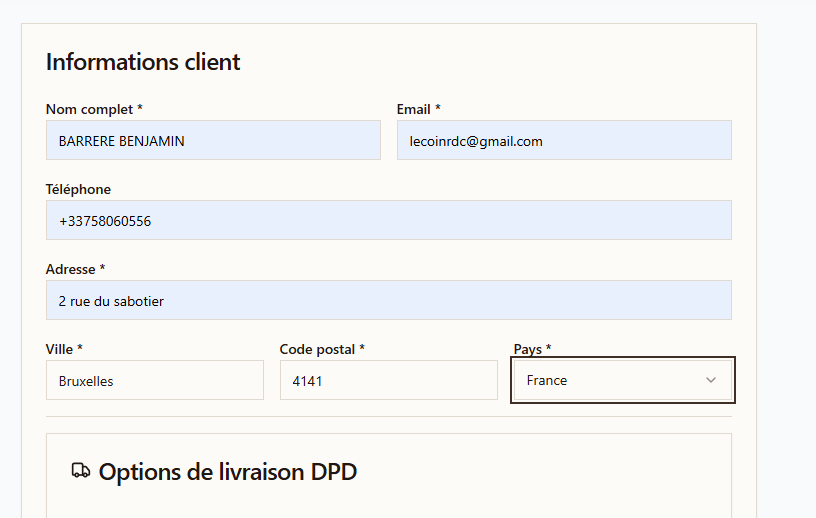 Informations client
Nom complet * Email *
BARRERE BENJAMIN lecoinrdc@gmail.com
Téléphone
+33758060556
Adresse *
2 rue du sabotier
Ville * Code postal * Pays *
Bruxelles 4141 France
Options de livraison DPD